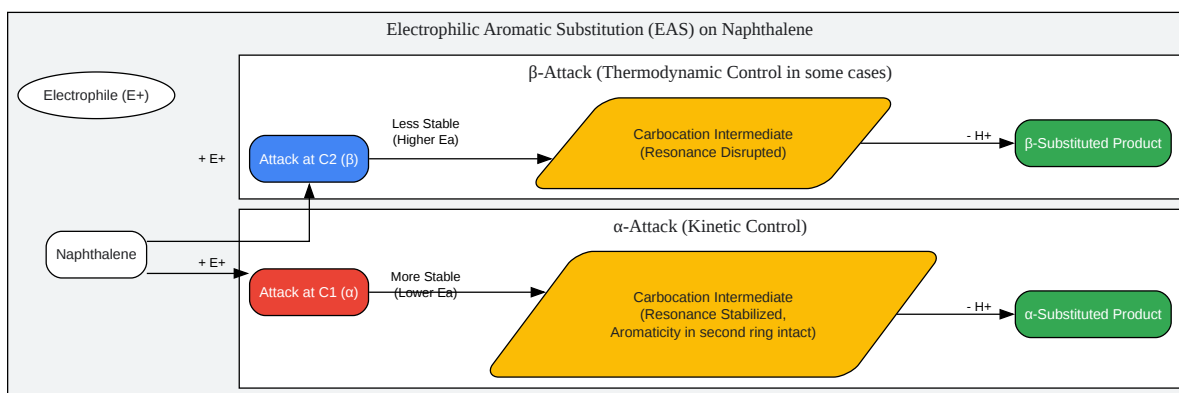 Electrophilic Aromatic Substitution (EAS) on Naphthalene
Electrophile (E+)
β-Attack (Thermodynamic Control in some cases)
+ E+
Attack at C2 (β)
Less Stable
(Higher Ea)
Carbocation Intermediate
(Resonance Disrupted)
- H+
β-Substituted Product
Naphthalene
α-Attack (Kinetic Control)
+ E+
Attack at C1 (α)
More Stable
(Lower Ea)
Carbocation Intermediate
(Resonance Stabilized,
Aromaticity in second ring intact)
- H+
α-Substituted Product